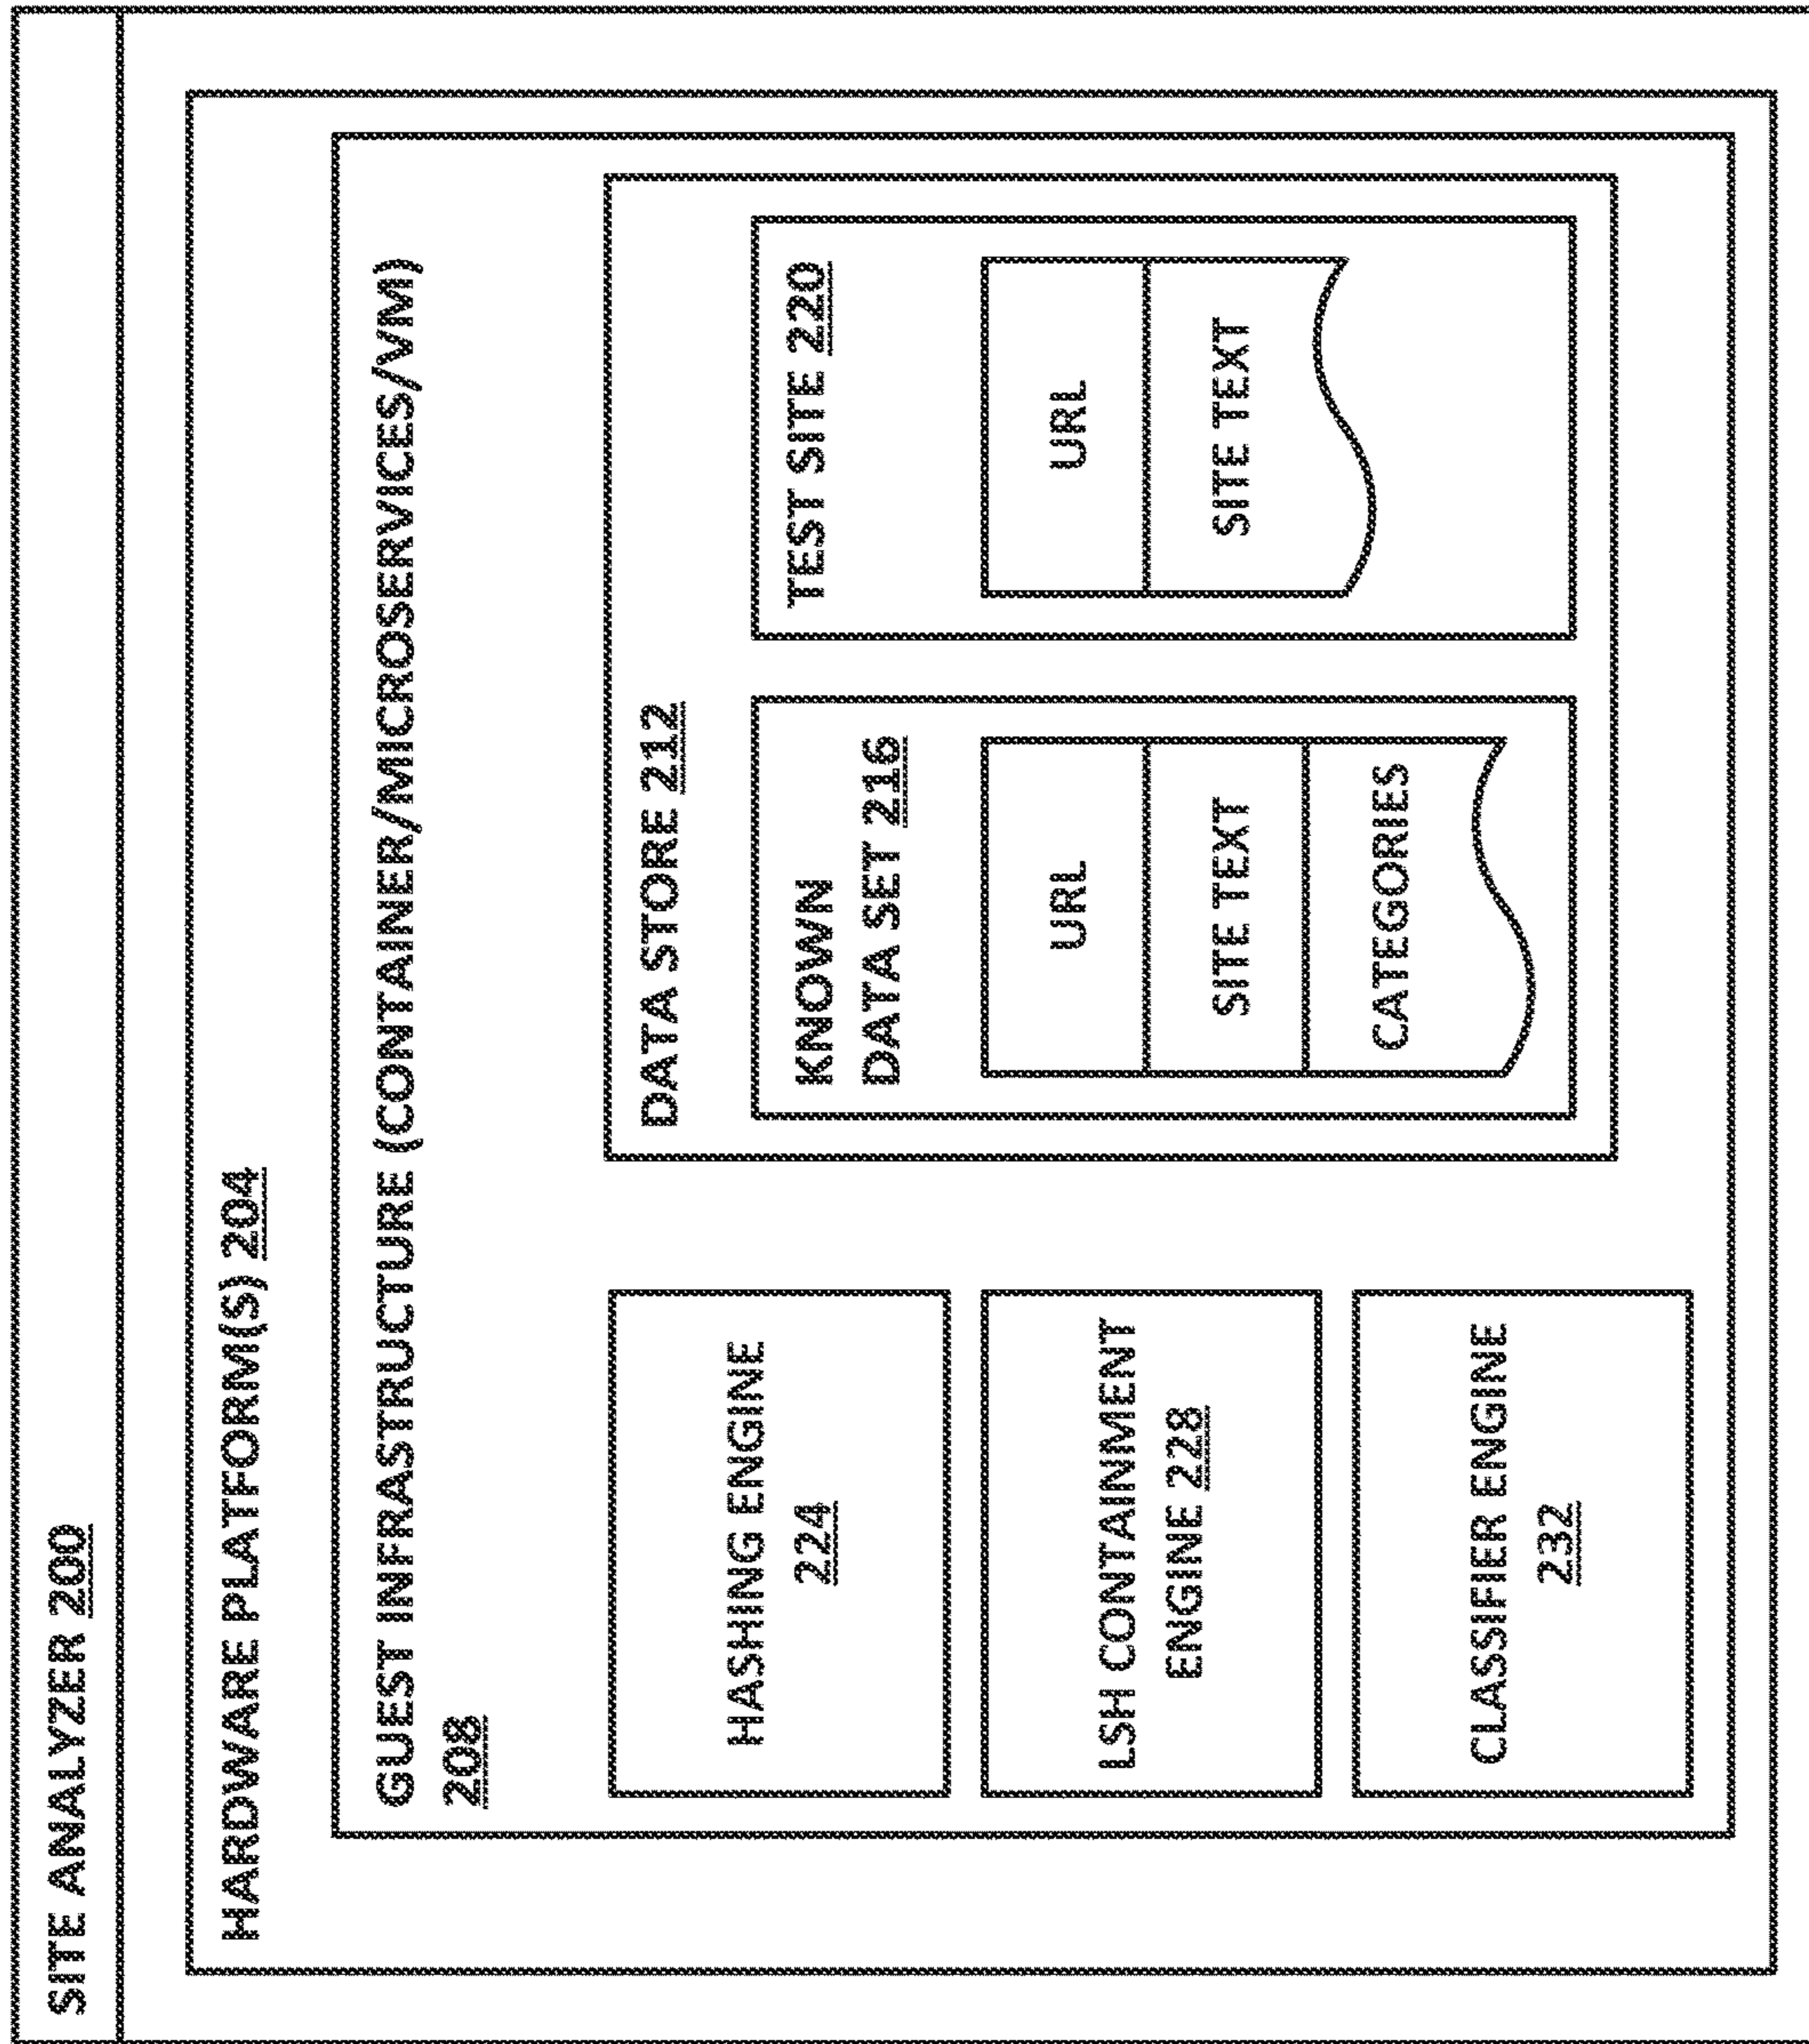 SITE ANALYZER 200
HARDWARE PLATFORM(S) 204
GUEST INFRASTRUCTURE (CONTAINER/MICROSERVICES/VM)
208
HASHING ENGINE
224
LSH CONTAINMENT
ENGINE 228
CLASSIFIER ENGINE
232
DATA STORE 212
KNOWN
DATA SET 216
URL
SITE TEXT
CATEGORIES
TEST SITE 220
URL
SITE TEXT